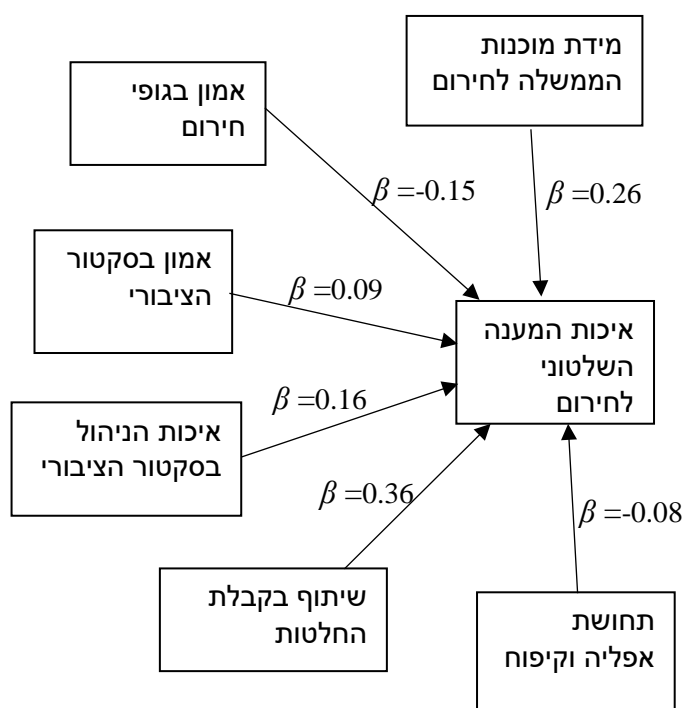 מידת מוכנות
הממשלה לחירום
אמון בגופי
חירום
β =-0.15
β =0.26
אמון בסקטור
הציבורי
β =0.09
איכות המענה
השלטוני
לחירום
איכות הניהול
בסקטור הציבורי
β =0.16
β =0.36
β =-0.08
שיתוף בקבלת
החלטות
תחושת
אפליה וקיפוח